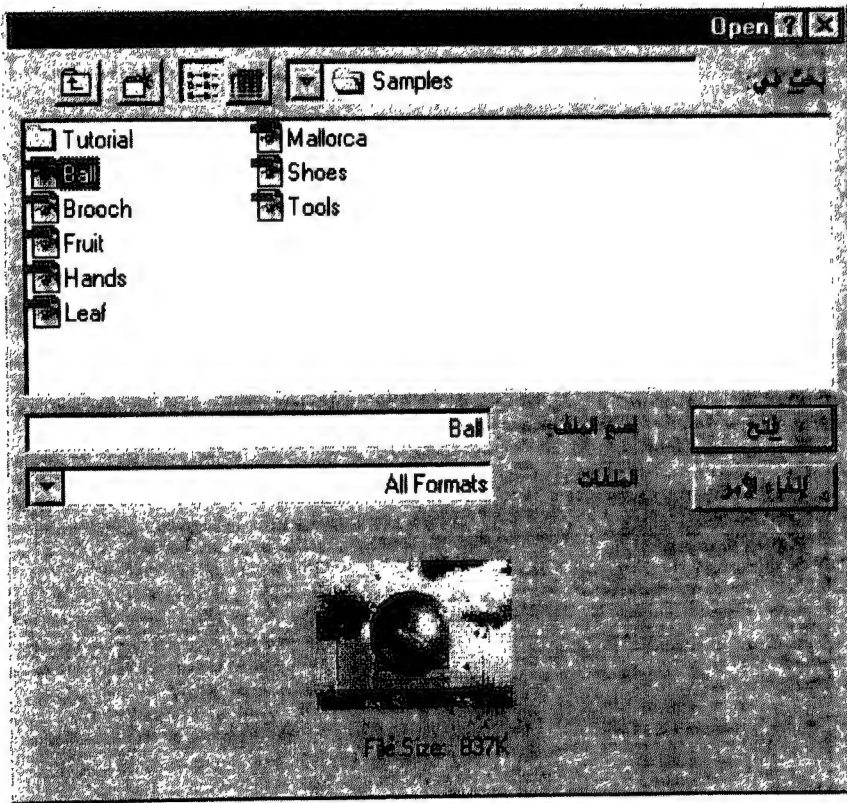 Open
بحث في: Samples
Tutorial
Ball
Brooch
Fruit
Hands
Leaf
Mallorca
Shoes
Tools
فتح اسم الملف: Ball
إلغاء الأمر الملفات All Formats
File Size: 837K